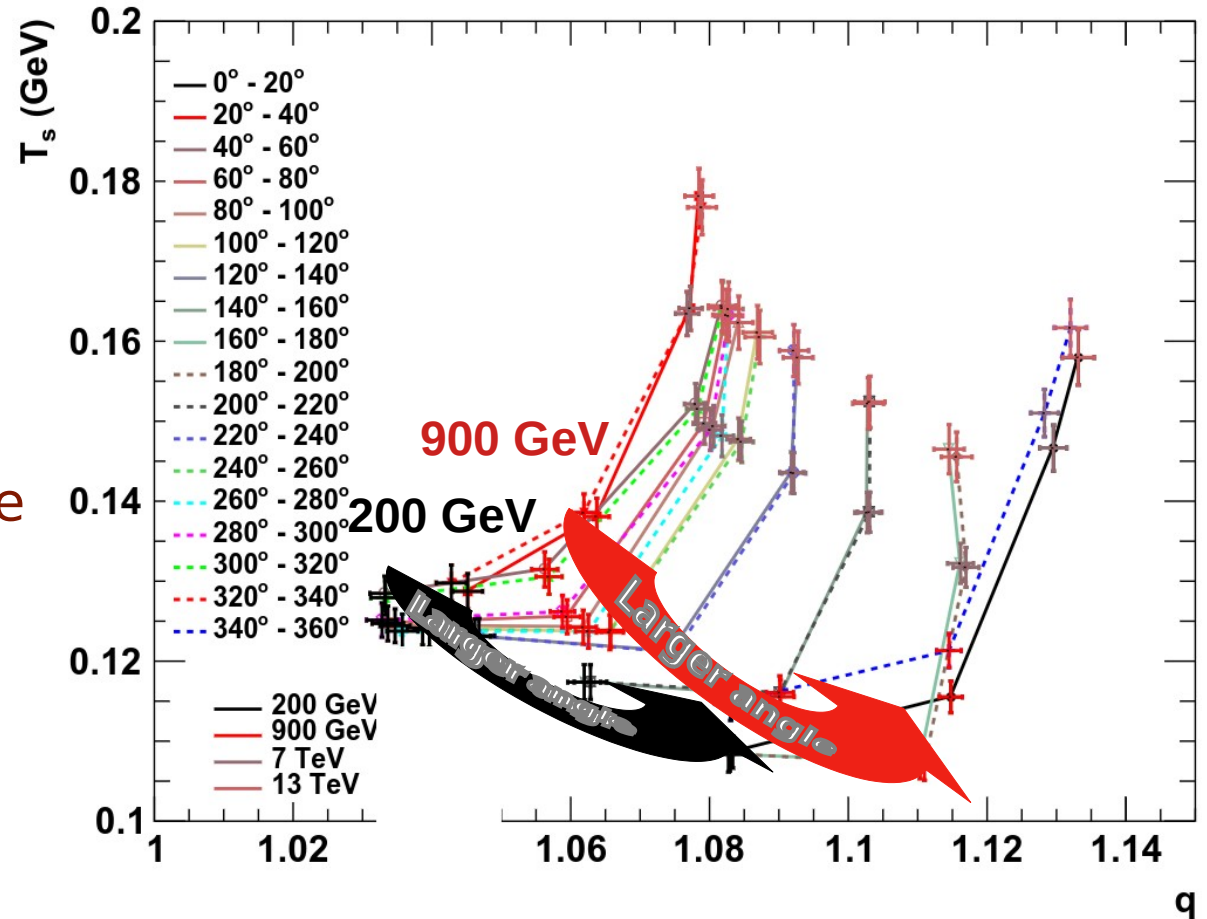 0.2
T_s (GeV)
0° - 20°
20° - 40°
40° - 60°
60° - 80°
0.18
80° - 100°
100° - 120°
120° - 140°
140° - 160°
0.16
160° - 180°
180° - 200°
200° - 220°
220° - 240°
900 GeV
240° - 260°
0.14
260° - 280°
e
280° - 300°
200 GeV
300° - 320°
320° - 340°
340° - 360°
Larger angle
Larger angle
0.12
200 GeV
900 GeV
7 TeV
13 TeV
0.1
1 1.02 1.06 1.08 1.1 1.12 1.14
q